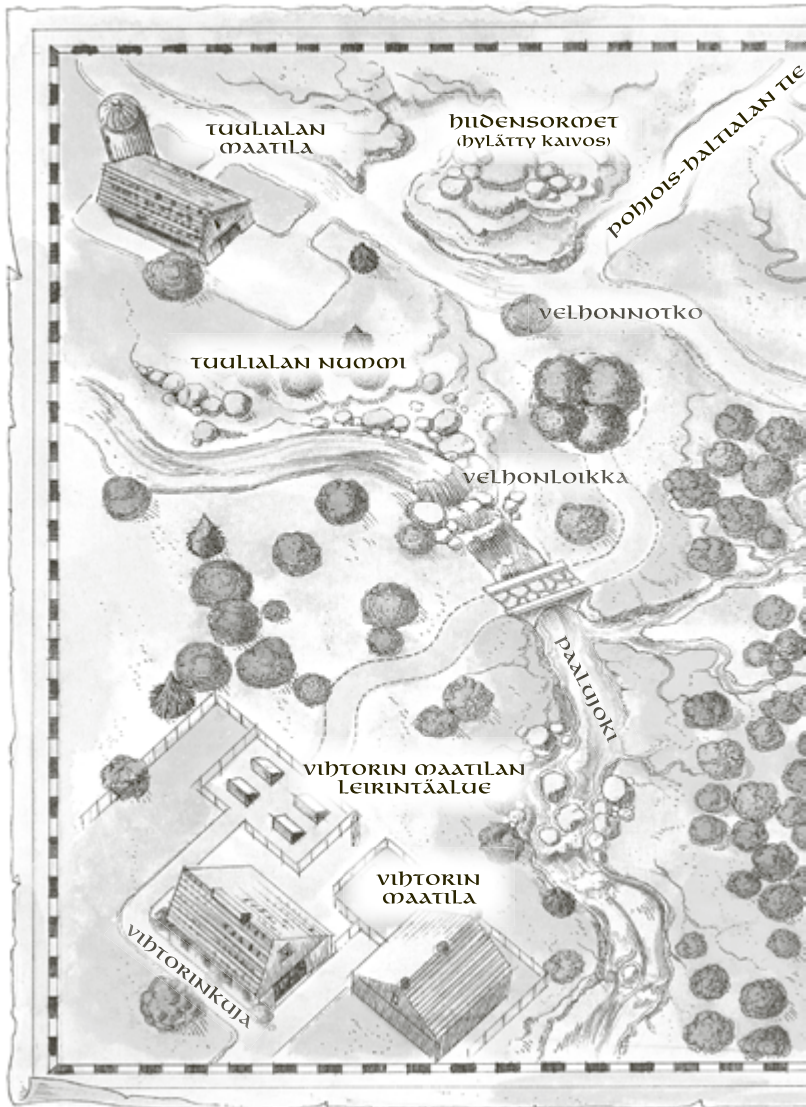 TUULIALAN
MAATILA
HIIDENSORMET
(HYLÄTTY KAIVOS)
POHJOIS-HALTIALAN TIE
VELHONNOTKO
TUULIALAN NUMMI
VELHONLOIKKA
PAALUJOKI
VIHTORIN MAATILAN
LEIRINTÄALUE
VIHTORIN
MAATILA
VIHTORINKUJA